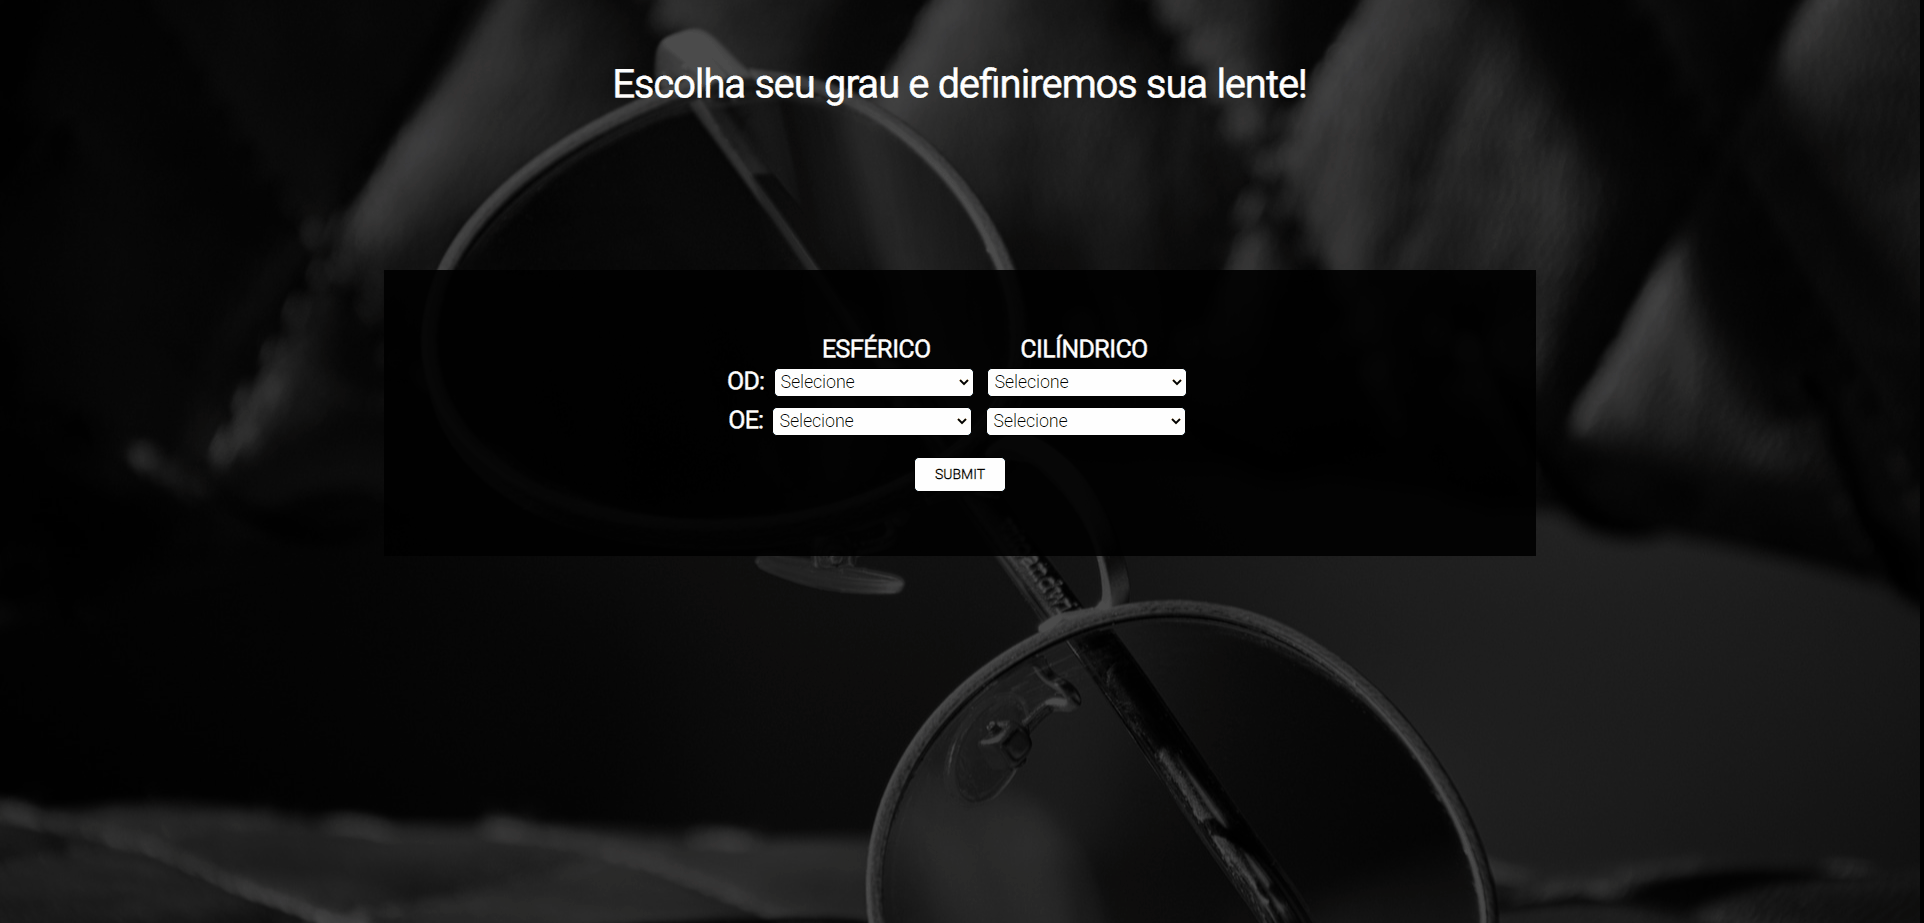 Escolha seu grau e definiremos sua lente!
ESFÉRICO CILÍNDRICO
OD: Selecione Selecione
OE: Selecione Selecione
SUBMIT